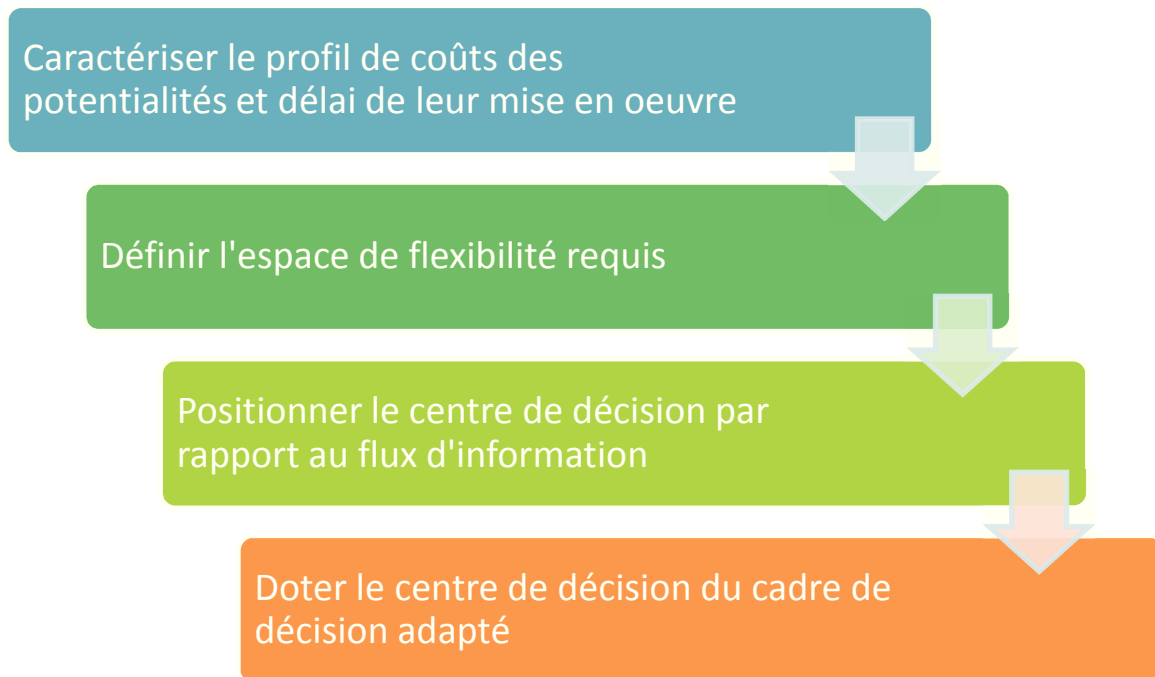 Caractériser le profil de coûts des
potentialités et délai de leur mise en oeuvre
Définir l'espace de flexibilité requis
Positionner le centre de décision par
rapport au flux d'information
Doter le centre de décision du cadre de
décision adapté